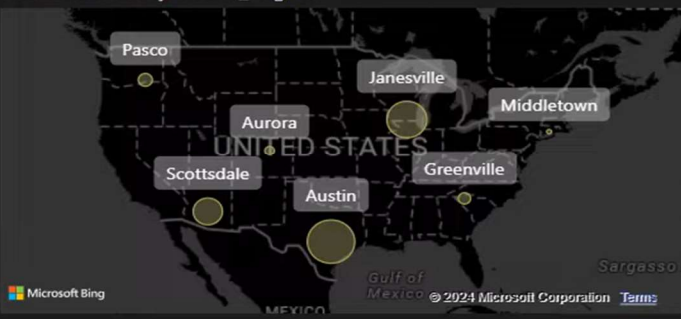 Pasco
Janesville
Middletown
Aurora
UNITED STATES
Scottsdale
Greenville
Austin
Sargasso
Gulf of
Mexico
Microsoft Bing
© 2024 Microsoft Corporation Terms
MEXICO